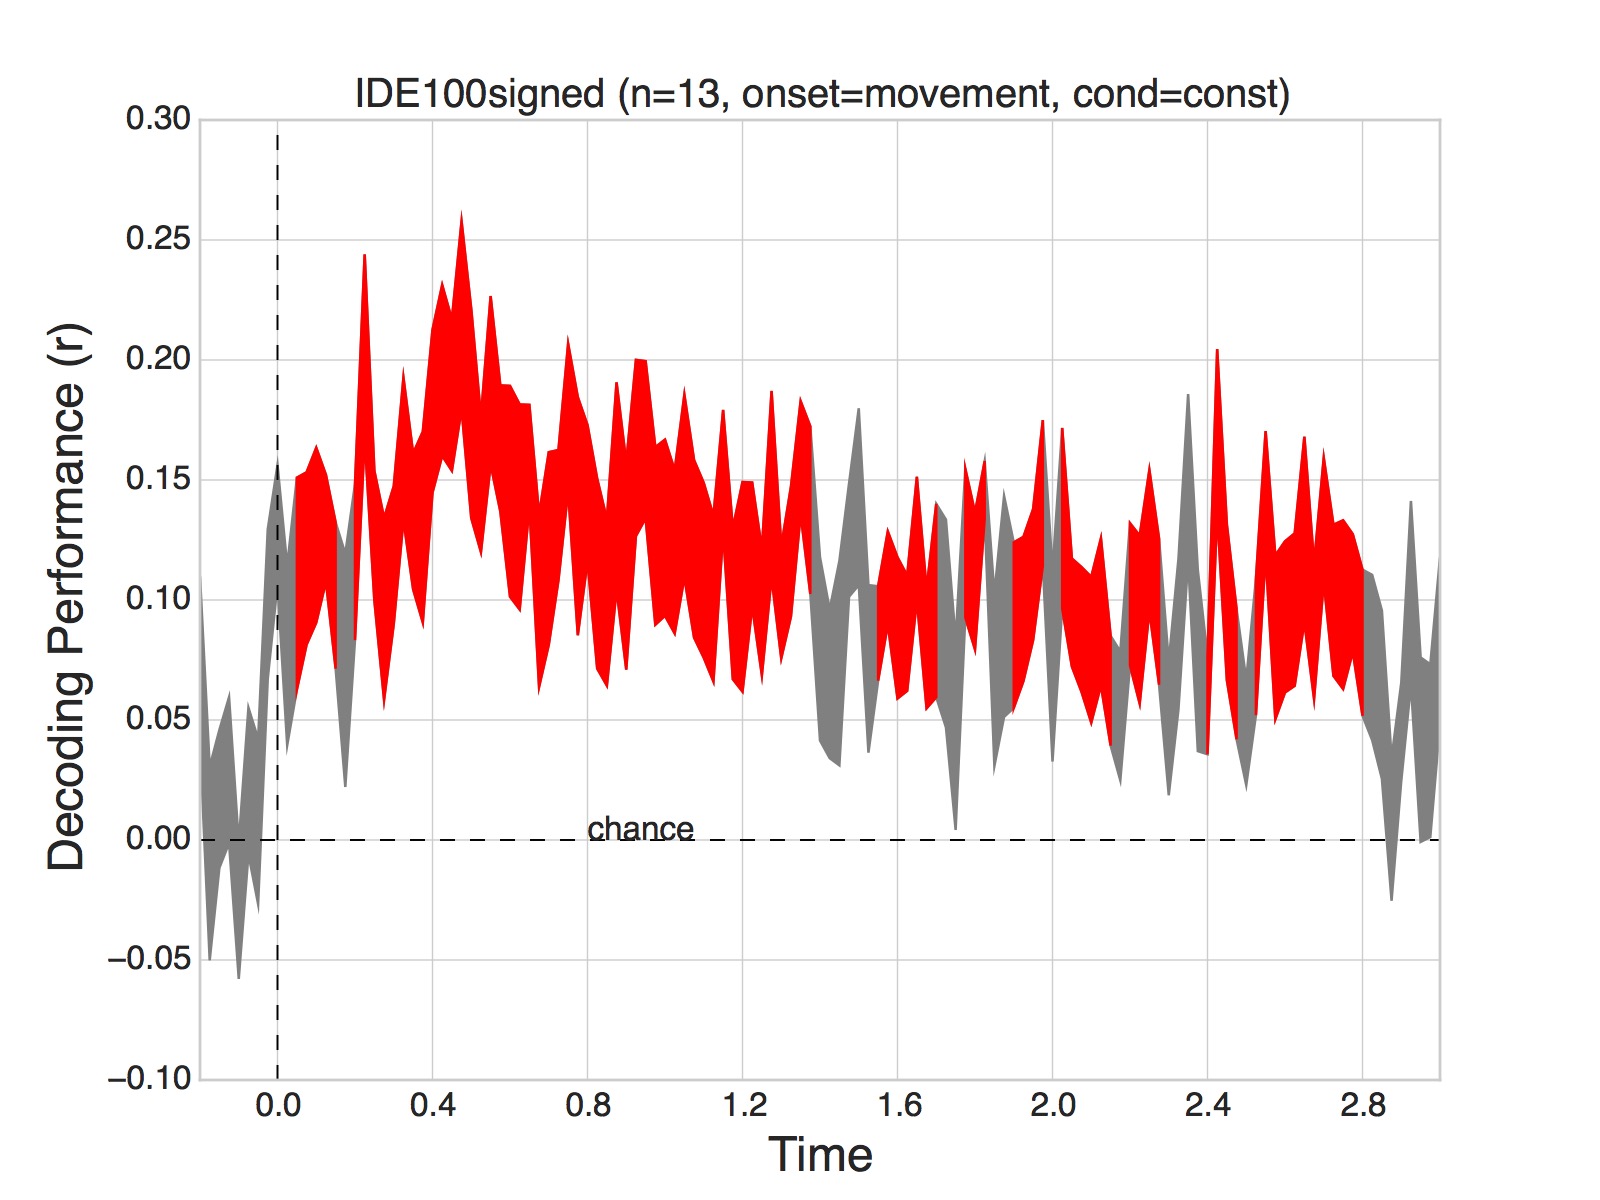 IDE100signed (n=13, onset=movement, cond=const)
0.30
0.25
0.20
0.15
0.10
0.05
0.00
−0.05
−0.10
Decoding Performance (r)
chance
0.0 0.4 0.8 1.2 1.6 2.0 2.4 2.8
Time